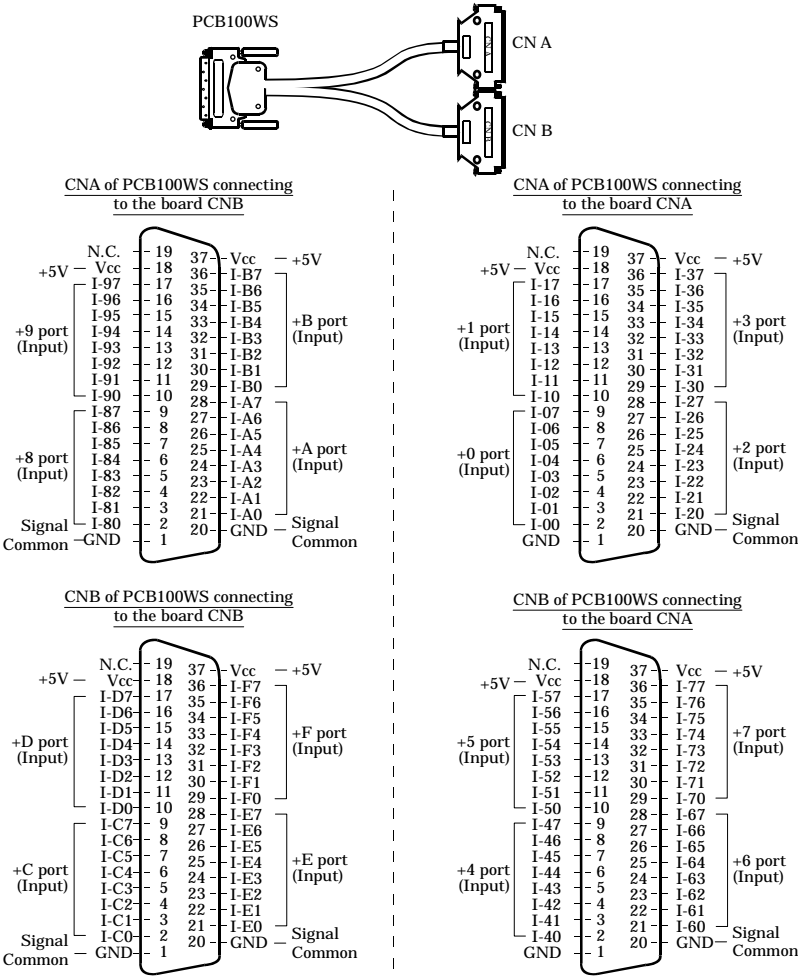 PCB100WS
CN A
CN A
CN B
CN B
CNA of PCB100WS connecting
to the board CNB
N.C. 19
+5V Vcc 18
I-97 17
I-96 16
I-95 15
+9 port I-94 14
(Input) I-93 13
I-92 12
I-91 11
I-90 10
I-87 9
I-86 8
I-85 7
+8 port I-84 6
(Input) I-83 5
I-82 4
I-81 3
Signal I-80 2
Common GND 1
37 Vcc +5V
36 I-B7
35 I-B6
34 I-B5
33 I-B4 +B port
32 I-B3 (Input)
31 I-B2
30 I-B1
29 I-B0
28 I-A7
27 I-A6
26 I-A5
25 I-A4 +A port
24 I-A3 (Input)
23 I-A2
22 I-A1
21 I-A0 Signal
20 GND Common
CNA of PCB100WS connecting
to the board CNA
N.C. 19
+5V Vcc 18
I-17 17
I-16 16
I-15 15
+1 port I-14 14
(Input) I-13 13
I-12 12
I-11 11
I-10 10
I-07 9
I-06 8
I-05 7
+0 port I-04 6
(Input) I-03 5
I-02 4
I-01 3
I-00 2
GND 1
37 Vcc +5V
36 I-37
35 I-36
34 I-35
33 I-34 +3 port
32 I-33 (Input)
31 I-32
30 I-31
29 I-30
28 I-27
27 I-26
26 I-25
25 I-24 +2 port
24 I-23 (Input)
23 I-22
22 I-21
21 I-20 Signal
20 GND Common
CNB of PCB100WS connecting
to the board CNB
N.C. 19
+5V Vcc 18
I-D7 17
I-D6 16
I-D5 15
+D port I-D4 14
(Input) I-D3 13
I-D2 12
I-D1 11
I-D0 10
I-C7 9
I-C6 8
I-C5 7
+C port I-C4 6
(Input) I-C3 5
I-C2 4
I-C1 3
Signal I-C0 2
Common GND 1
37 Vcc +5V
36 I-F7
35 I-F6
34 I-F5
33 I-F4 +F port
32 I-F3 (Input)
31 I-F2
30 I-F1
29 I-F0
28 I-E7
27 I-E6
26 I-E5
25 I-E4 +E port
24 I-E3 (Input)
23 I-E2
22 I-E1
21 I-E0 Signal
20 GND Common
CNB of PCB100WS connecting
to the board CNA
N.C. 19
+5V Vcc 18
I-57 17
I-56 16
I-55 15
+5 port I-54 14
(Input) I-53 13
I-52 12
I-51 11
I-50 10
I-47 9
I-46 8
I-45 7
+4 port I-44 6
(Input) I-43 5
I-42 4
I-41 3
I-40 2
GND 1
37 Vcc +5V
36 I-77
35 I-76
34 I-75
33 I-74 +7 port
32 I-73 (Input)
31 I-72
30 I-71
29 I-70
28 I-67
27 I-66
26 I-65
25 I-64 +6 port
24 I-63 (Input)
23 I-62
22 I-61
21 I-60 Signal
20 GND Common